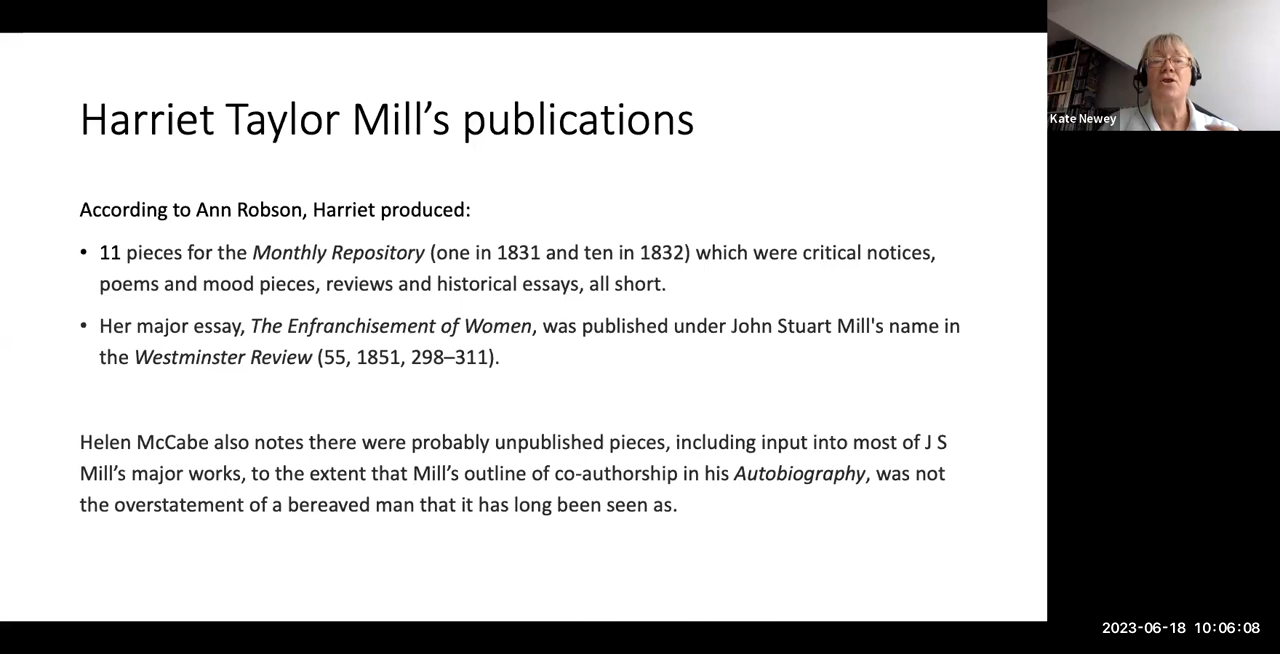 Harriet Taylor Mill’s publications
According to Ann Robson, Harriet produced:
• 11 pieces for the Monthly Repository (one in 1831 and ten in 1832) which were critical notices,
poems and mood pieces, reviews and historical essays, all short.
• Her major essay, The Enfranchisement of Women, was published under John Stuart Mill's name in
the Westminster Review (55, 1851, 298–311).
Helen McCabe also notes there were probably unpublished pieces, including input into most of J S
Mill’s major works, to the extent that Mill’s outline of co-authorship in his Autobiography, was not
the overstatement of a bereaved man that it has long been seen as.
Kate Newey
2023-06-18 10:06:08